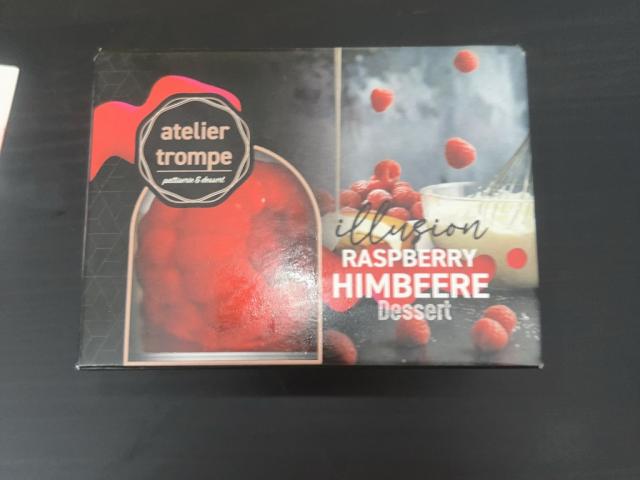 atelier
trompe
patisserie & dessert
illusion
RASPBERRY
HIMBEERE
Dessert